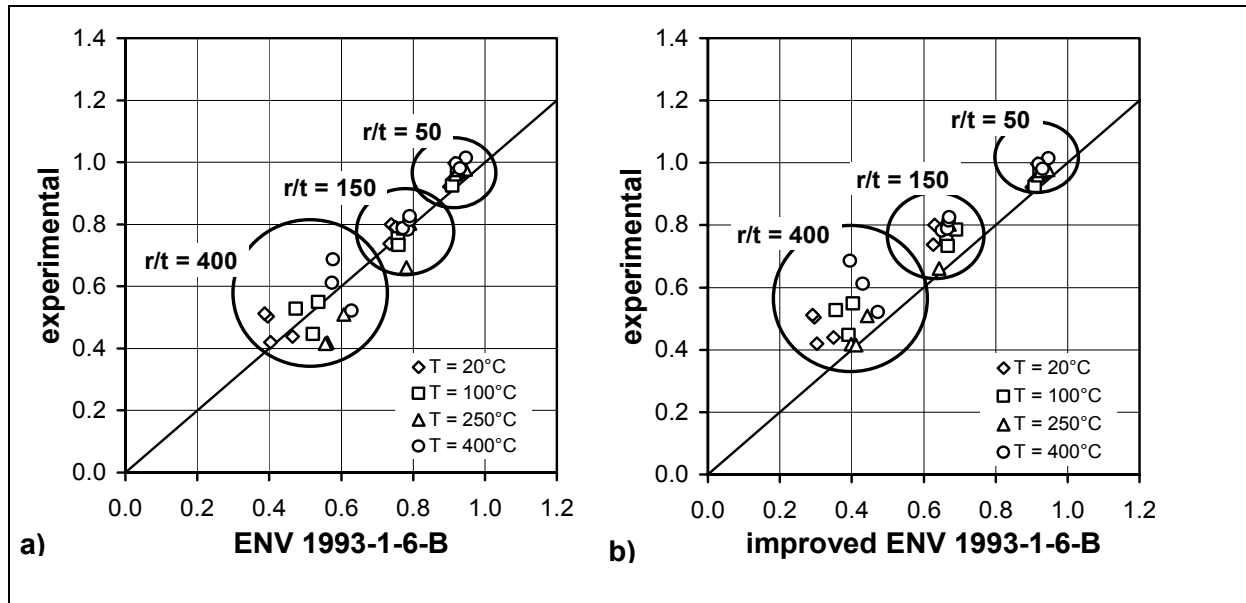 1.4
1.2
1.0
0.8
0.6
0.4
0.2
0.0
experimental
r/t = 50
r/t = 150
r/t = 400
T = 20°C
T = 100°C
T = 250°C
T = 400°C
0.0 0.2 0.4 0.6 0.8 1.0 1.2
a) ENV 1993-1-6-B
1.4
1.2
1.0
0.8
0.6
0.4
0.2
0.0
experimental
r/t = 50
r/t = 150
r/t = 400
T = 20°C
T = 100°C
T = 250°C
T = 400°C
0.0 0.2 0.4 0.6 0.8 1.0 1.2
b) improved ENV 1993-1-6-B